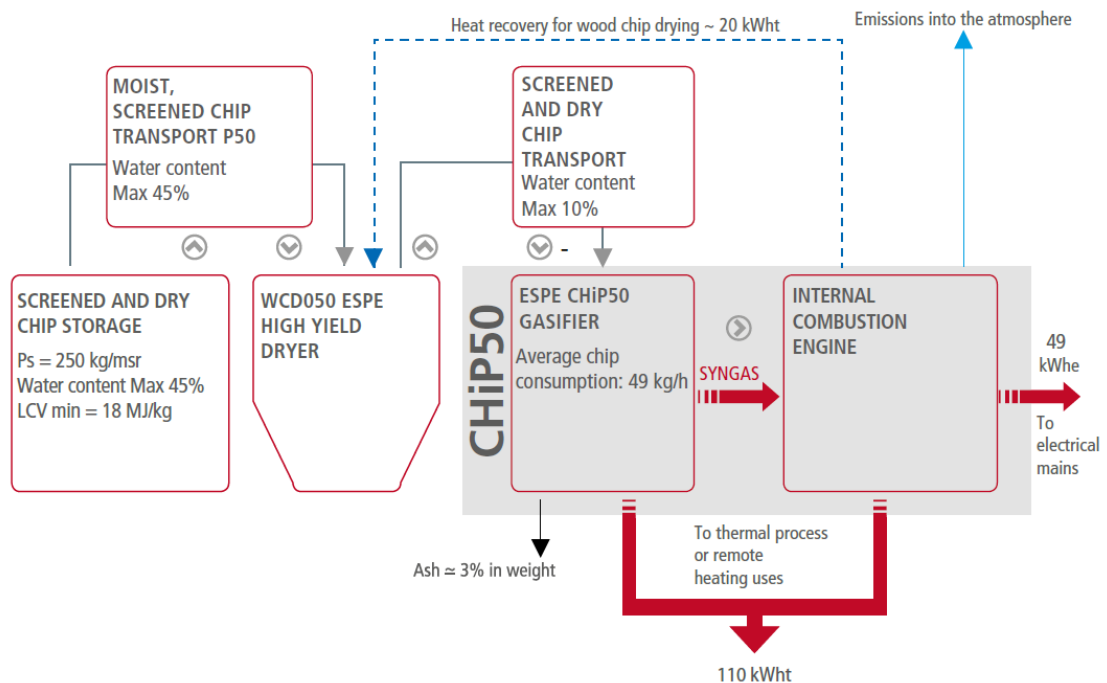 Heat recovery for wood chip drying ~ 20 kWht
Emissions into the atmosphere
MOIST,
SCREENED CHIP
TRANSPORT P50
Water content
Max 45%
SCREENED
AND DRY
CHIP
TRANSPORT
Water content
Max 10%
-
SCREENED AND DRY
CHIP STORAGE
Ps = 250 kg/msr
Water content Max 45%
LCV min = 18 MJ/kg
WCD050 ESPE
HIGH YIELD
DRYER
CHiP50
ESPE CHiP50
GASIFIER
Average chip
consumption: 49 kg/h
SYNGAS
INTERNAL
COMBUSTION
ENGINE
49
kWhe
To
electrical
mains
Ash ≃ 3% in weight
To thermal process
or remote
heating uses
110 kWht